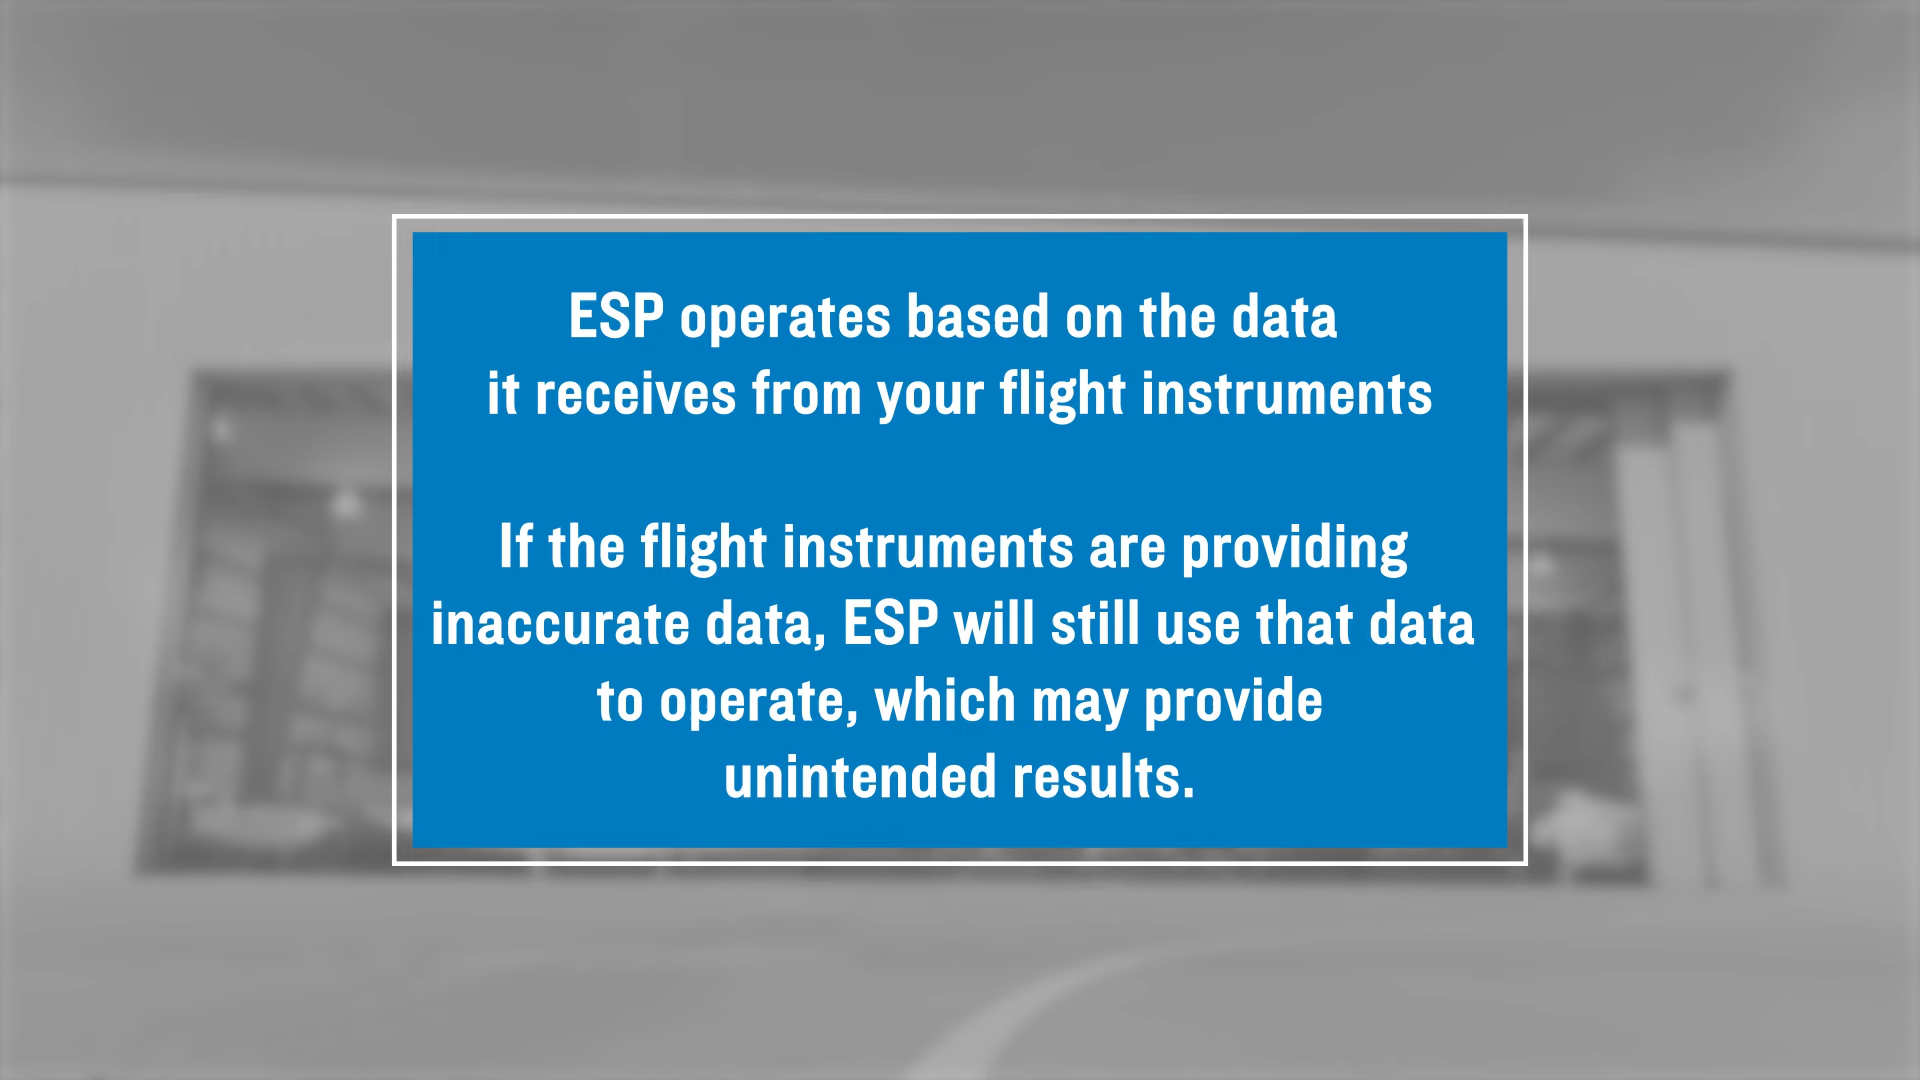 ESP operates based on the data
it receives from your flight instruments
If the flight instruments are providing
inaccurate data, ESP will still use that data
to operate, which may provide
unintended results.